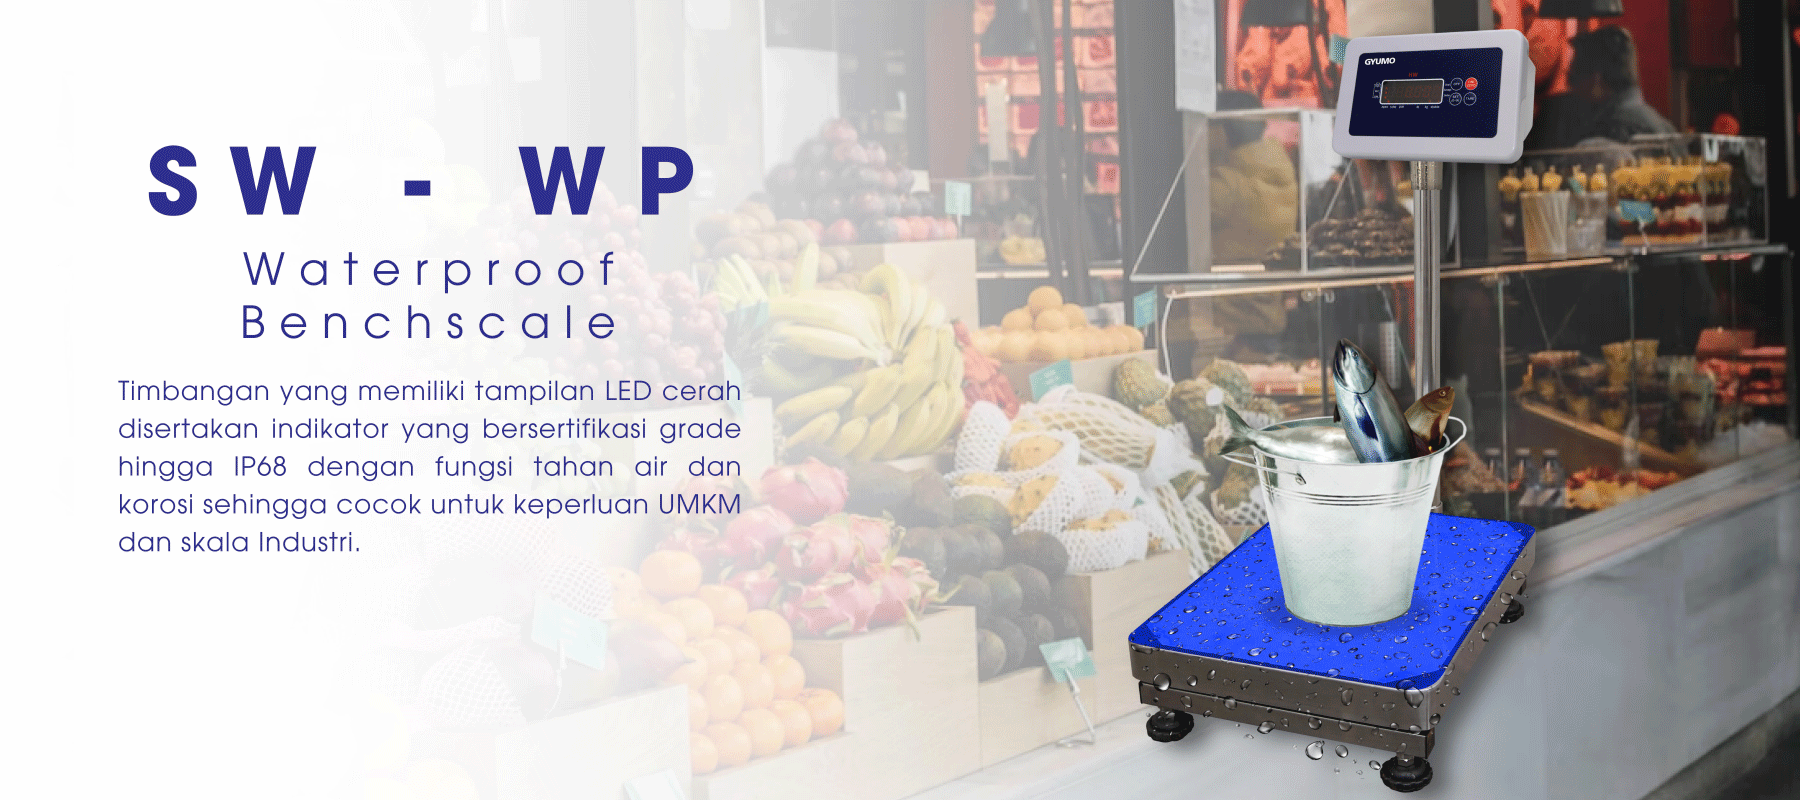 SW - WP
Waterproof
Benchscale
Timbangan yang memiliki tampilan LED cerah
disertakan indikator yang bersertifikasi grade
hingga IP68 dengan fungsi tahan air dan
korosi sehingga cocok untuk keperluan UMKM
dan skala Industri.
GYUMO